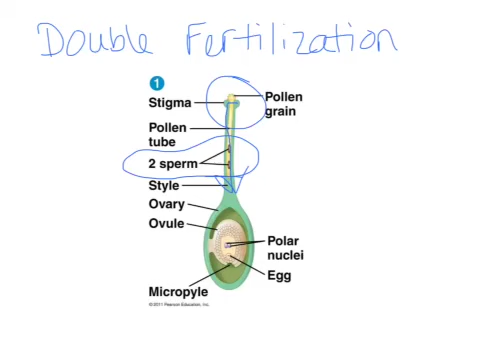 Double Fertilization
1
Stigma
Pollen grain
Pollen tube
2 sperm
Style
Ovary
Ovule
Polar nuclei
Egg
Micropyle
© 2011 Pearson Education, Inc.